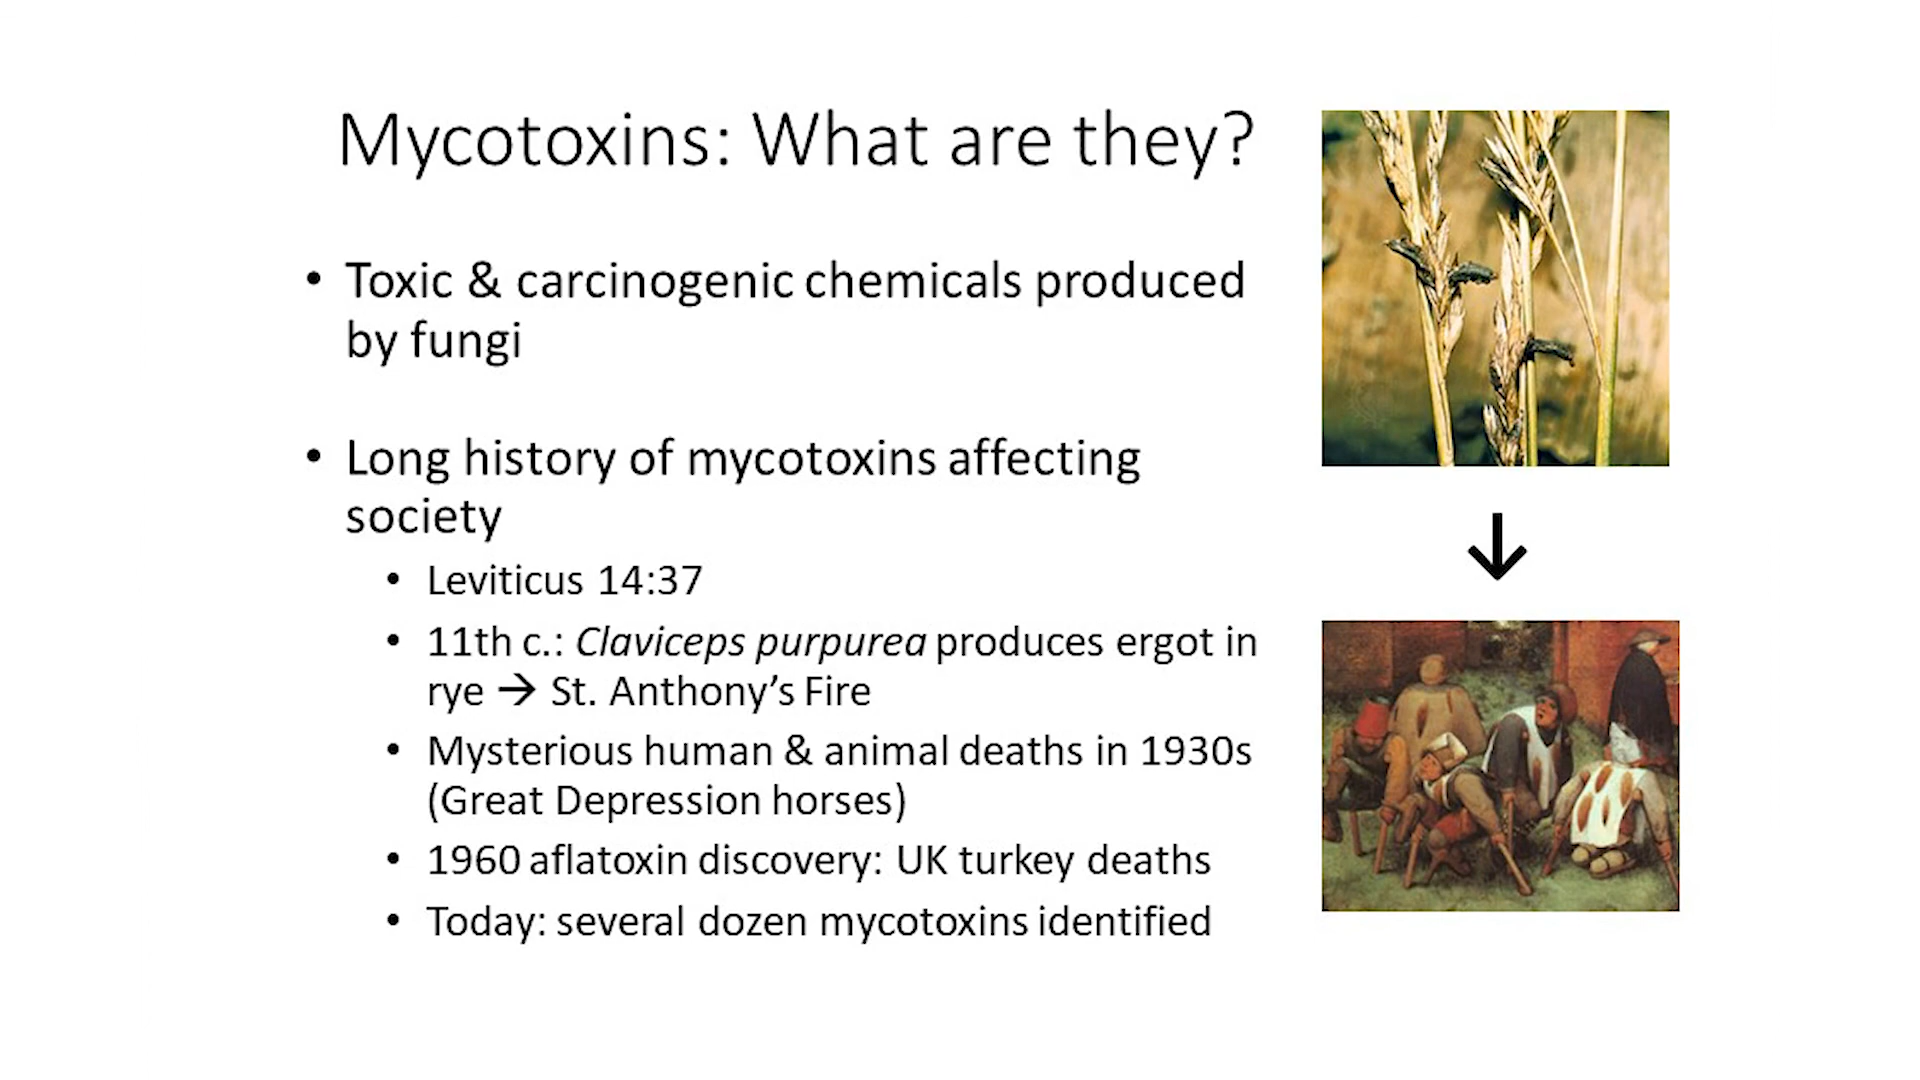 Mycotoxins: What are they?
• Toxic & carcinogenic chemicals produced
by fungi
• Long history of mycotoxins affecting
society
• Leviticus 14:37
• 11th c.: Claviceps purpurea produces ergot in
rye → St. Anthony’s Fire
• Mysterious human & animal deaths in 1930s
(Great Depression horses)
• 1960 aflatoxin discovery: UK turkey deaths
• Today: several dozen mycotoxins identified